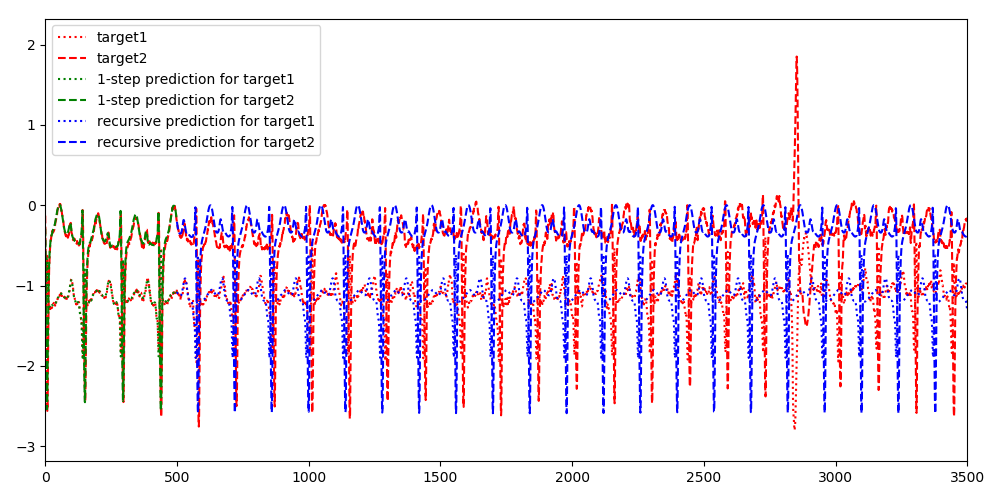 target1
target2
1-step prediction for target1
1-step prediction for target2
recursive prediction for target1
recursive prediction for target2
2
1
0
−1
−2
−3
0 500 1000 1500 2000 2500 3000 3500